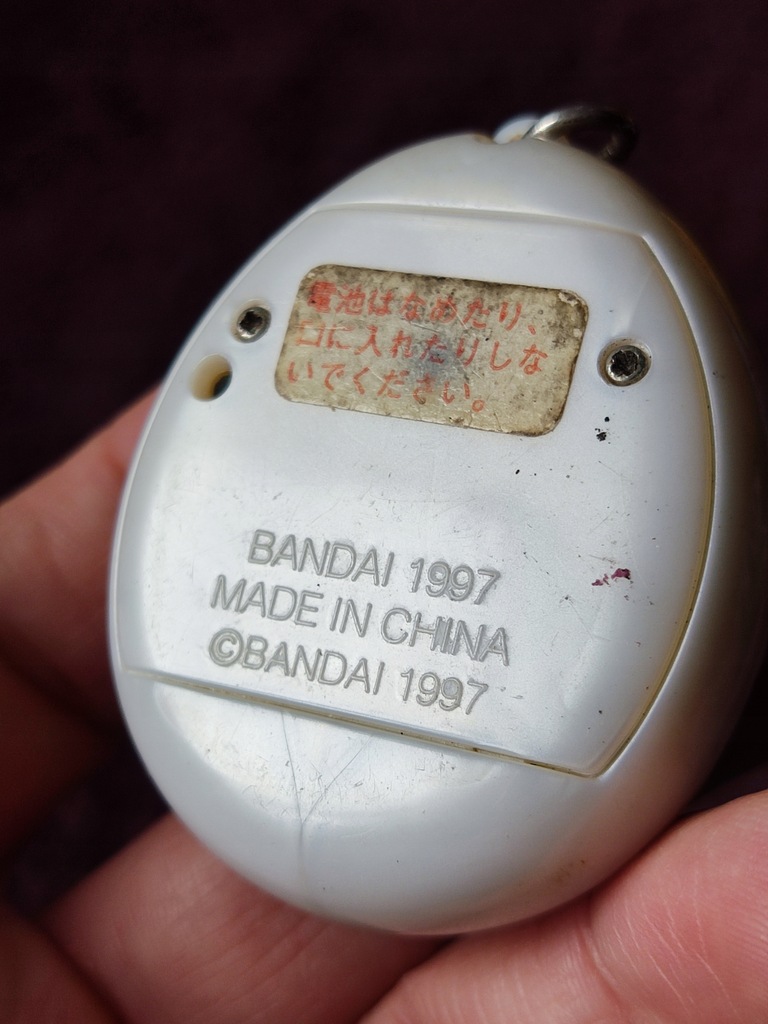 電池はなめたり、
口に入れたりしな
いでください。
BANDAI 1997
MADE IN CHINA
©BANDAI 1997